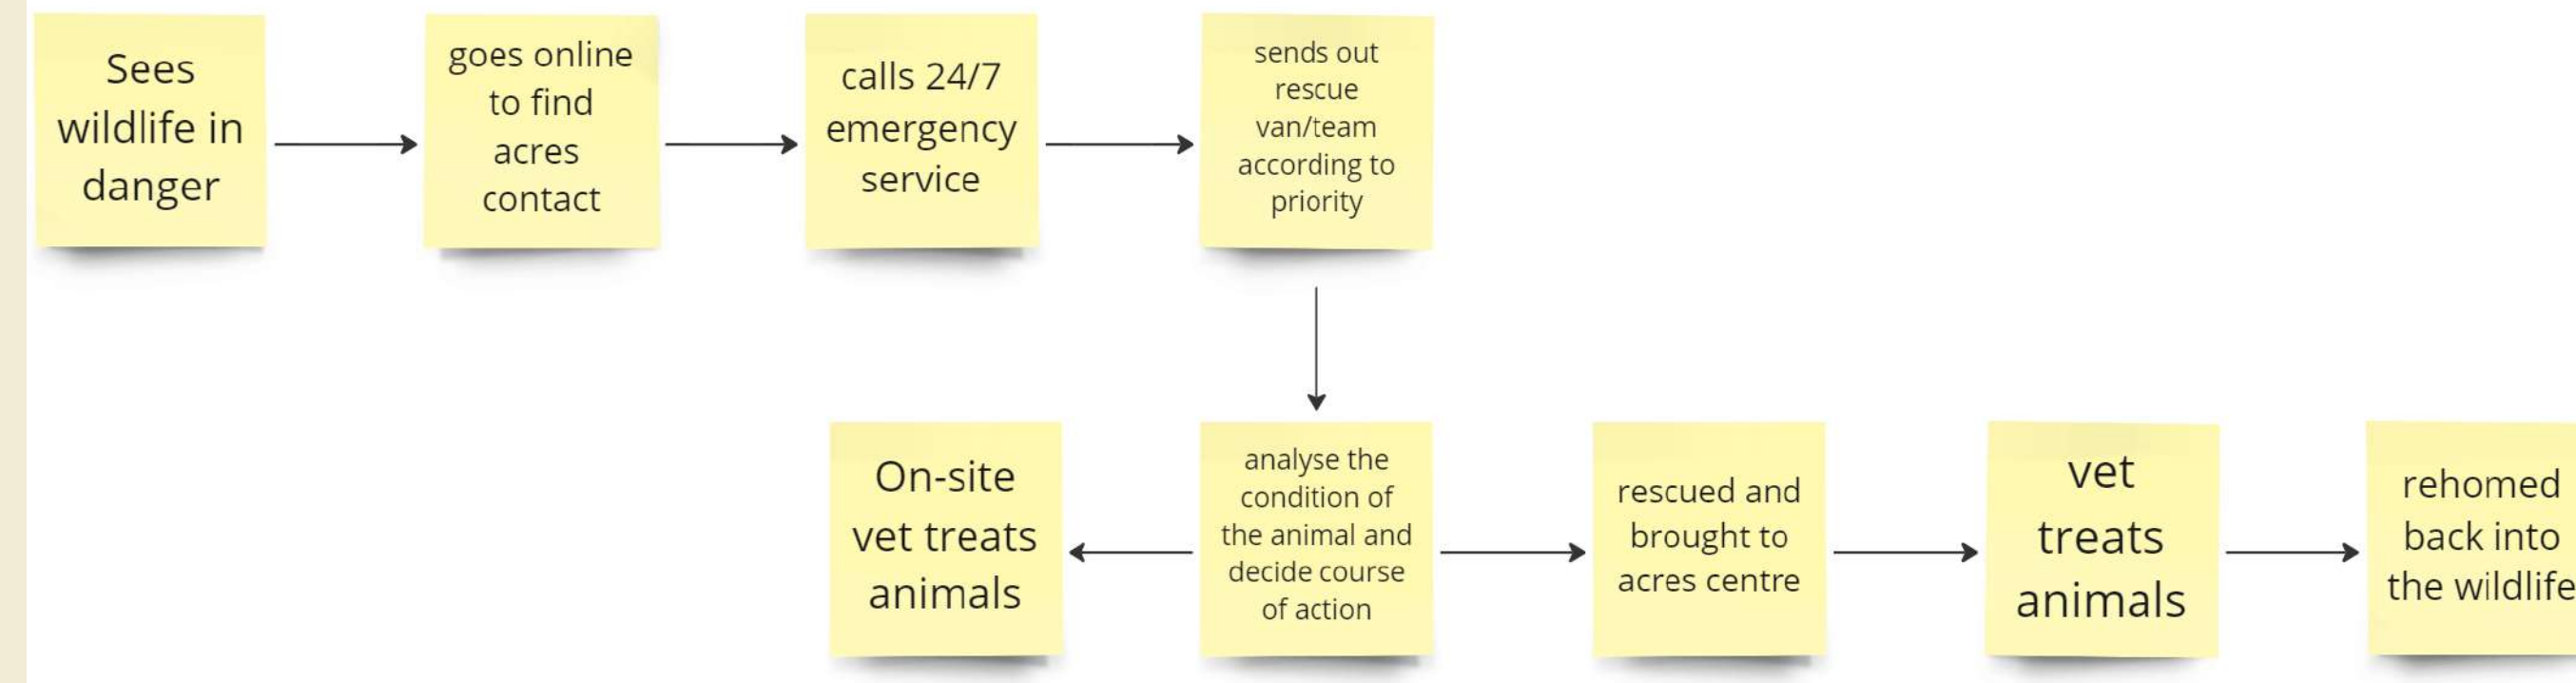 Sees
wildlife in
danger
goes online
to find
acres
contact
calls 24/7
emergency
service
sends out
rescue
van/team
according to
priority
On-site
vet treats
animals
analyse the
condition of
the animal and
decide course
of action
rescued and
brought to
acres centre
vet
treats
animals
rehomed
back into
the wildlife